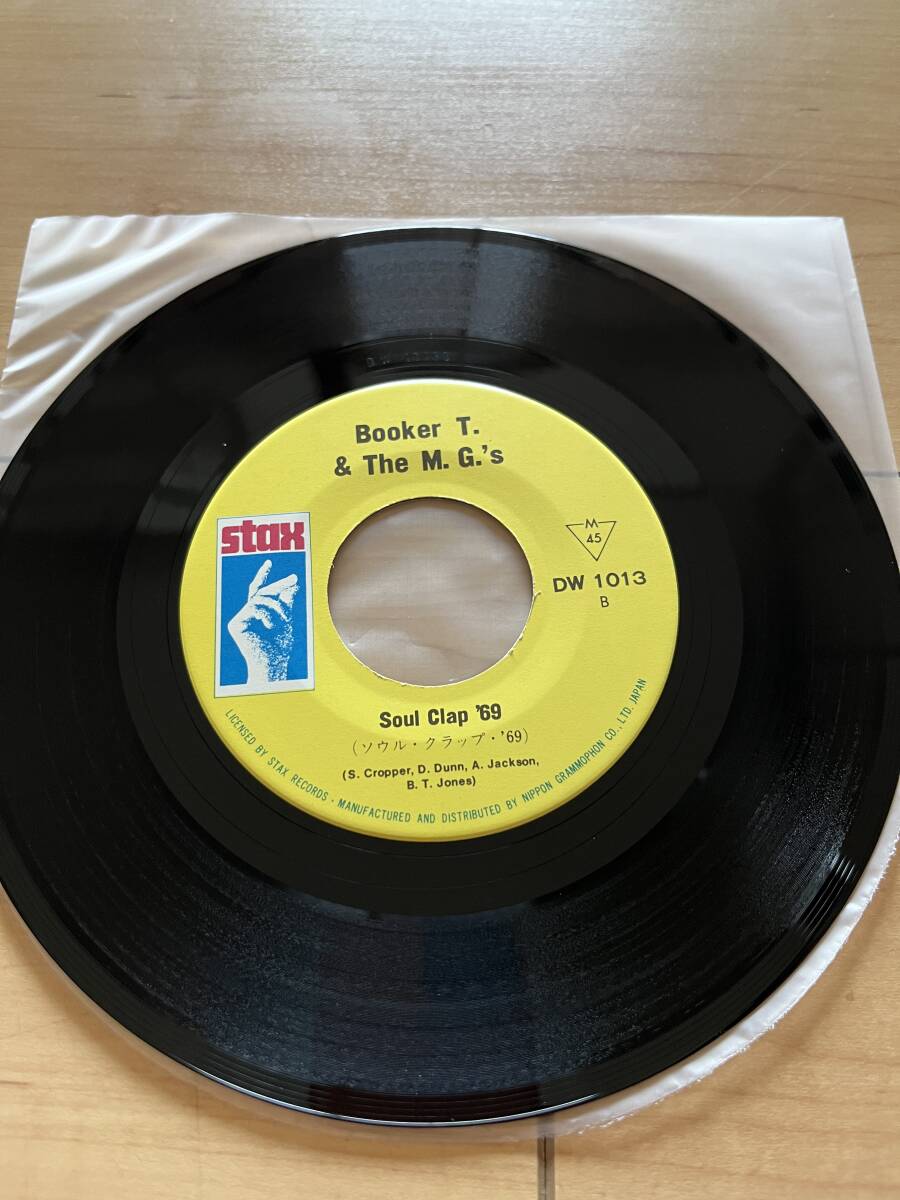 Booker T.
& The M. G.'s
stax
M
45
DW 1013
B
Soul Clap '69
(ソウル・クラップ・'69)
(S. Cropper, D. Dunn, A. Jackson,
B. T. Jones)
LICENSED BY STAX RECORDS - MANUFACTURED AND DISTRIBUTED BY NIPPON GRAMMOPHON CO., LTD. JAPAN